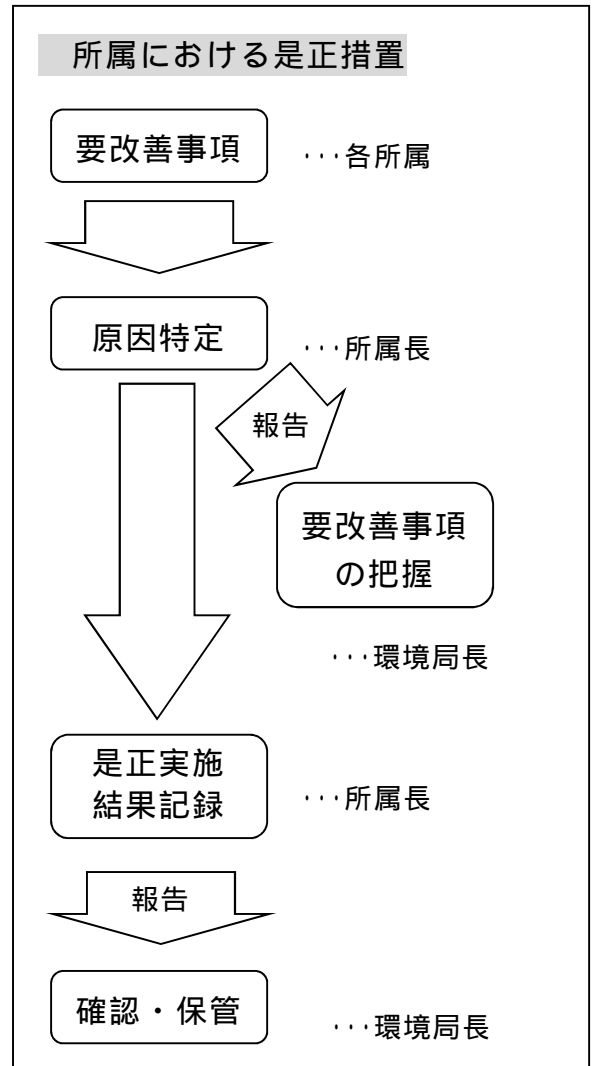 所属における是正措置
要改善事項 ···各所属
原因特定 ···所属長
報告
要改善事項
の把握
···環境局長
是正実施
結果記録 ···所属長
報告
確認・保管 ···環境局長